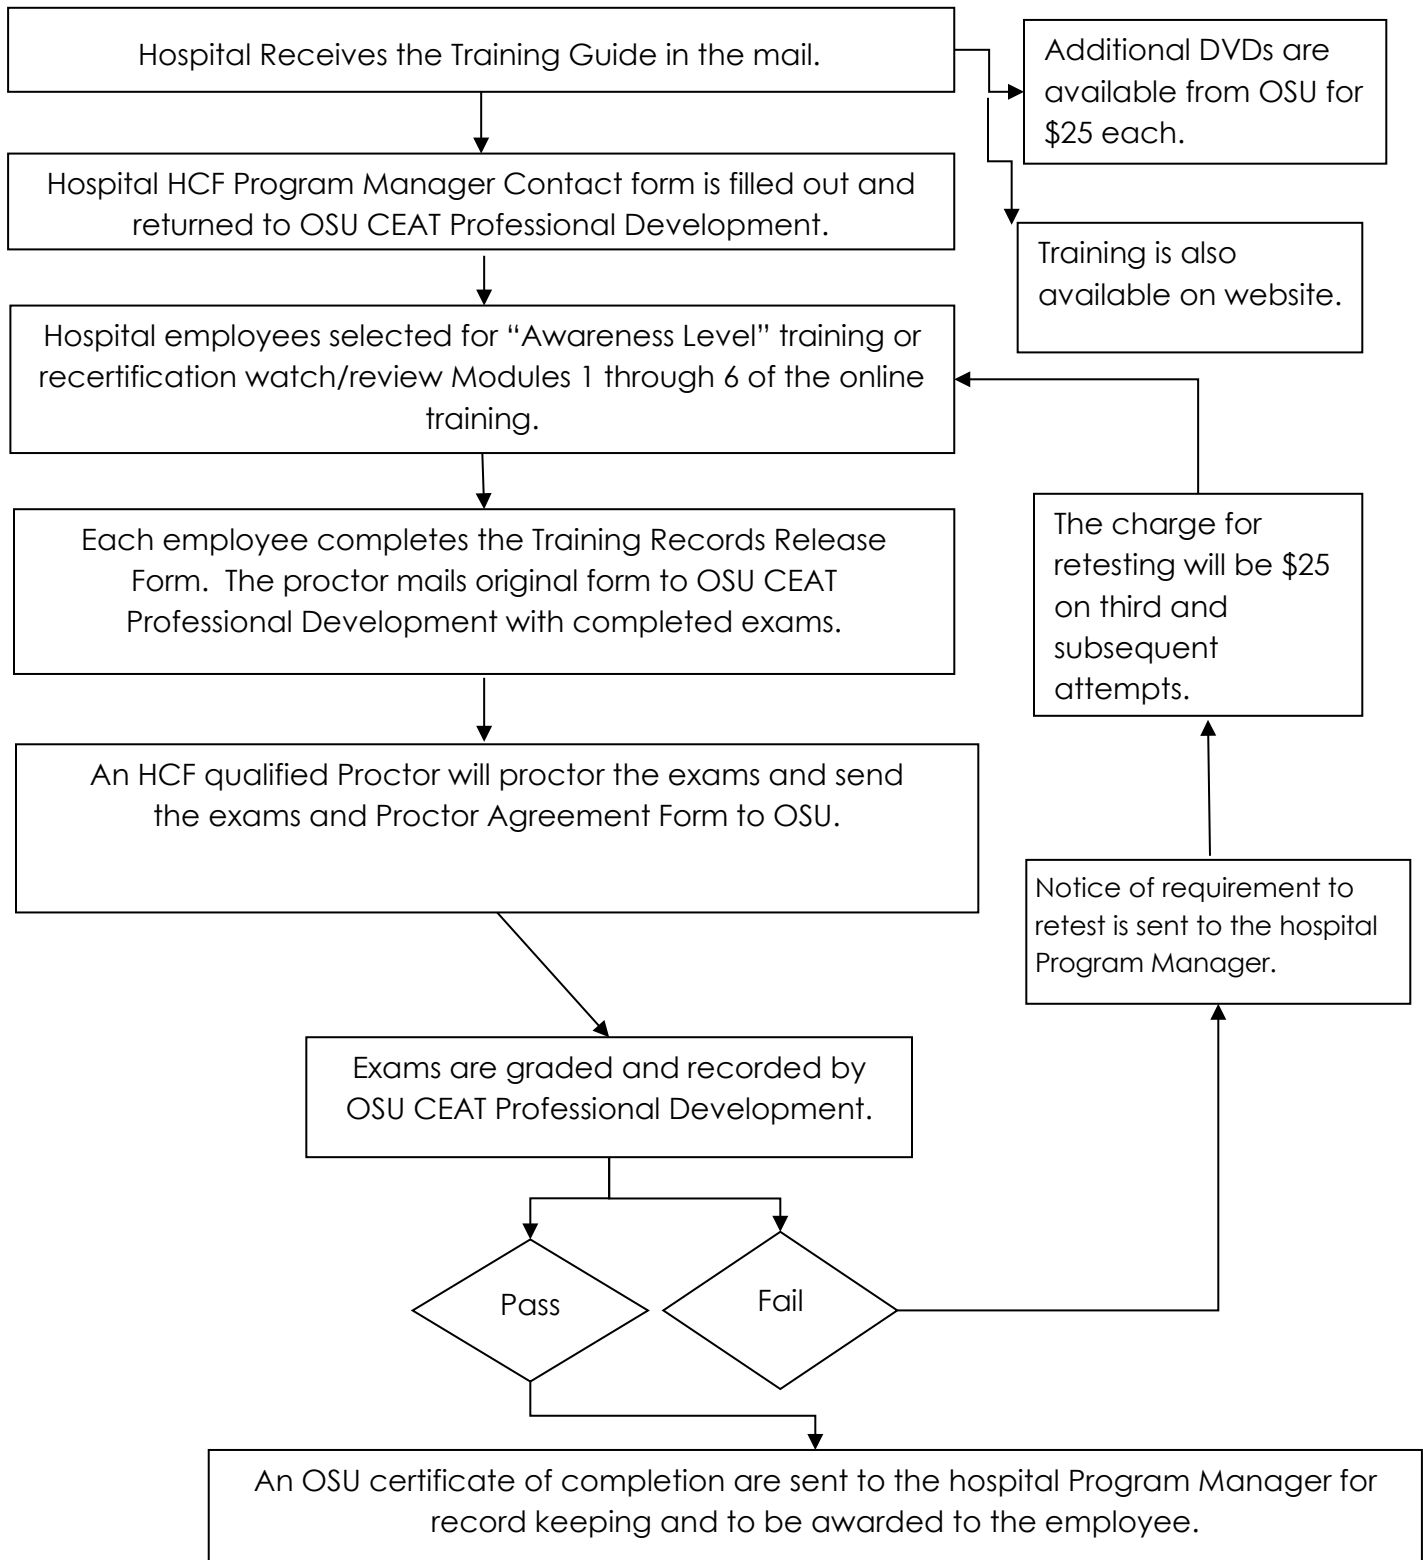 Hospital Receives the Training Guide in the mail.
Additional DVDs are
available from OSU for
$25 each.
Hospital HCF Program Manager Contact form is filled out and
returned to OSU CEAT Professional Development.
Training is also
available on website.
Hospital employees selected for “Awareness Level” training or
recertification watch/review Modules 1 through 6 of the online
training.
Each employee completes the Training Records Release
Form.  The proctor mails original form to OSU CEAT
Professional Development with completed exams.
The charge for
retesting will be $25
on third and
subsequent
attempts.
An HCF qualified Proctor will proctor the exams and send
the exams and Proctor Agreement Form to OSU.
Notice of requirement to
retest is sent to the hospital
Program Manager.
Exams are graded and recorded by
OSU CEAT Professional Development.
Pass
Fail
An OSU certificate of completion are sent to the hospital Program Manager for
record keeping and to be awarded to the employee.